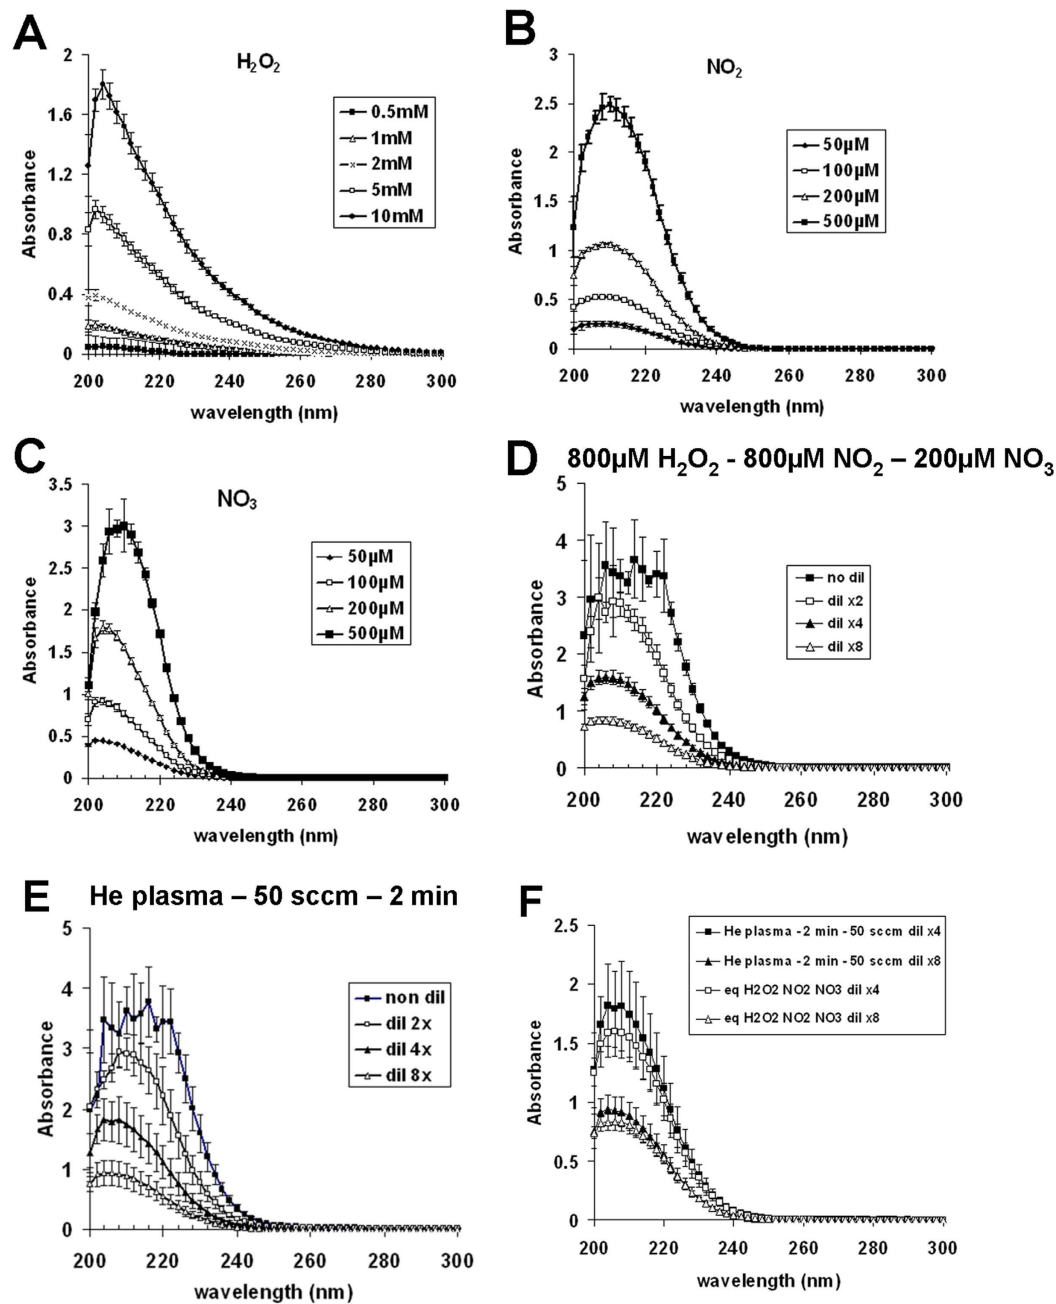 A
H₂O₂
2
1.6
1.2
0.8
0.4
0
Absorbance
0.5mM
1mM
2mM
5mM
10mM
200 220 240 260 280 300
wavelength (nm)
B
NO₂
3
2.5
2
1.5
1
0.5
0
Absorbance
50µM
100µM
200µM
500µM
200 220 240 260 280 300
wavelength (nm)
C
NO₃
3.5
3
2.5
2
1.5
1
0.5
0
Absorbance
50µM
100µM
200µM
500µM
200 220 240 260 280 300
wavelength (nm)
D 800µM H₂O₂ - 800µM NO₂ – 200µM NO₃
5
4
3
2
1
0
Absorbance
no dil
dil x2
dil x4
dil x8
200 220 240 260 280 300
wavelength (nm)
E He plasma – 50 sccm – 2 min
5
4
3
2
1
0
Absorbance
non dil
dil 2x
dil 4x
dil 8x
200 220 240 260 280 300
wavelength (nm)
F
2.5
2
1.5
1
0.5
0
Absorbance
He plasma -2 min - 50 sccm dil x4
He plasma -2 min - 50 sccm dil x8
eq H2O2 NO2 NO3 dil x4
eq H2O2 NO2 NO3 dil x8
200 220 240 260 280 300
wavelength (nm)